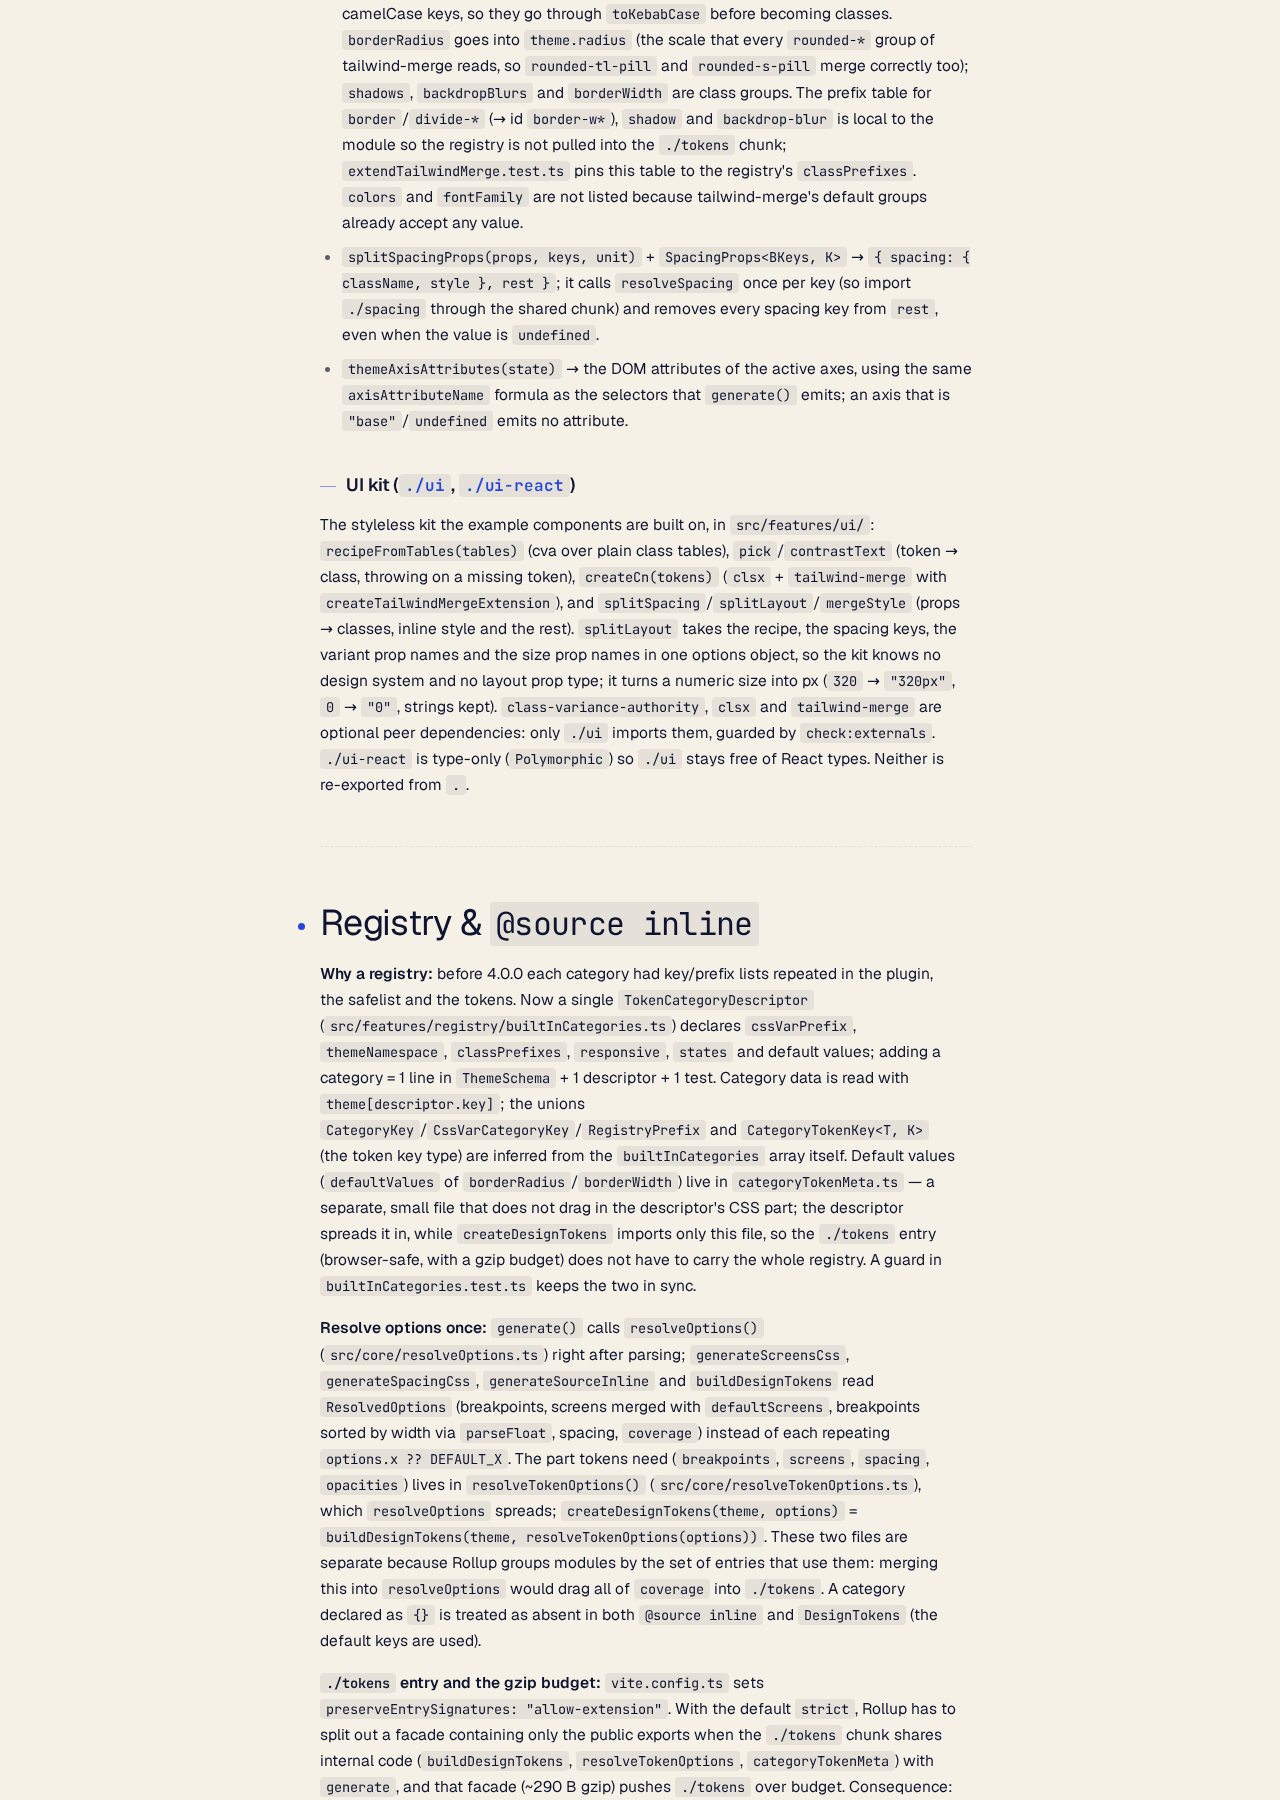 camelCase keys, so they go through toKebabCase before becoming classes.
borderRadius goes into theme.radius (the scale that every rounded-* group of
tailwind-merge reads, so rounded-tl-pill and rounded-s-pill merge correctly too);
shadows, backdropBlurs and borderWidth are class groups. The prefix table for
border/divide-* (→ id border-w*), shadow and backdrop-blur is local to the
module so the registry is not pulled into the ./tokens chunk;
extendTailwindMerge.test.ts pins this table to the registry's classPrefixes.
colors and fontFamily are not listed because tailwind-merge's default groups
already accept any value.
• splitSpacingProps(props, keys, unit) + SpacingProps<BKeys, K> → { spacing: {
className, style }, rest }; it calls resolveSpacing once per key (so import
./spacing through the shared chunk) and removes every spacing key from rest,
even when the value is undefined.
• themeAxisAttributes(state) → the DOM attributes of the active axes, using the same
axisAttributeName formula as the selectors that generate() emits; an axis that is
"base"/undefined emits no attribute.
— UI kit (./ui, ./ui-react)
The styleless kit the example components are built on, in src/features/ui/:
recipeFromTables(tables) (cva over plain class tables), pick/contrastText (token →
class, throwing on a missing token), createCn(tokens) (clsx + tailwind-merge with
createTailwindMergeExtension), and splitSpacing/splitLayout/mergeStyle (props
→ classes, inline style and the rest). splitLayout takes the recipe, the spacing keys, the
variant prop names and the size prop names in one options object, so the kit knows no
design system and no layout prop type; it turns a numeric size into px (320 → "320px",
0 → "0", strings kept). class-variance-authority, clsx and tailwind-merge are
optional peer dependencies: only ./ui imports them, guarded by check:externals.
./ui-react is type-only (Polymorphic) so ./ui stays free of React types. Neither is
re-exported from ..
• Registry & @source inline
Why a registry: before 4.0.0 each category had key/prefix lists repeated in the plugin,
the safelist and the tokens. Now a single TokenCategoryDescriptor
(src/features/registry/builtInCategories.ts) declares cssVarPrefix,
themeNamespace, classPrefixes, responsive, states and default values; adding a
category = 1 line in ThemeSchema + 1 descriptor + 1 test. Category data is read with
theme[descriptor.key]; the unions
CategoryKey/CssVarCategoryKey/RegistryPrefix and CategoryTokenKey<T, K>
(the token key type) are inferred from the builtInCategories array itself. Default values
(defaultValues of borderRadius/borderWidth) live in categoryTokenMeta.ts — a
separate, small file that does not drag in the descriptor's CSS part; the descriptor
spreads it in, while createDesignTokens imports only this file, so the ./tokens entry
(browser-safe, with a gzip budget) does not have to carry the whole registry. A guard in
builtInCategories.test.ts keeps the two in sync.
Resolve options once: generate() calls resolveOptions()
(src/core/resolveOptions.ts) right after parsing; generateScreensCss,
generateSpacingCss, generateSourceInline and buildDesignTokens read
ResolvedOptions (breakpoints, screens merged with defaultScreens, breakpoints
sorted by width via parseFloat, spacing, coverage) instead of each repeating
options.x ?? DEFAULT_X. The part tokens need (breakpoints, screens, spacing,
opacities) lives in resolveTokenOptions() (src/core/resolveTokenOptions.ts),
which resolveOptions spreads; createDesignTokens(theme, options) =
buildDesignTokens(theme, resolveTokenOptions(options)). These two files are
separate because Rollup groups modules by the set of entries that use them: merging
this into resolveOptions would drag all of coverage into ./tokens. A category
declared as {} is treated as absent in both @source inline and DesignTokens (the
default keys are used).
./tokens entry and the gzip budget: vite.config.ts sets
preserveEntrySignatures: "allow-extension". With the default strict, Rollup has to
split out a facade containing only the public exports when the ./tokens chunk shares
internal code (buildDesignTokens, resolveTokenOptions, categoryTokenMeta) with
generate, and that facade (~290 B gzip) pushes ./tokens over budget. Consequence: